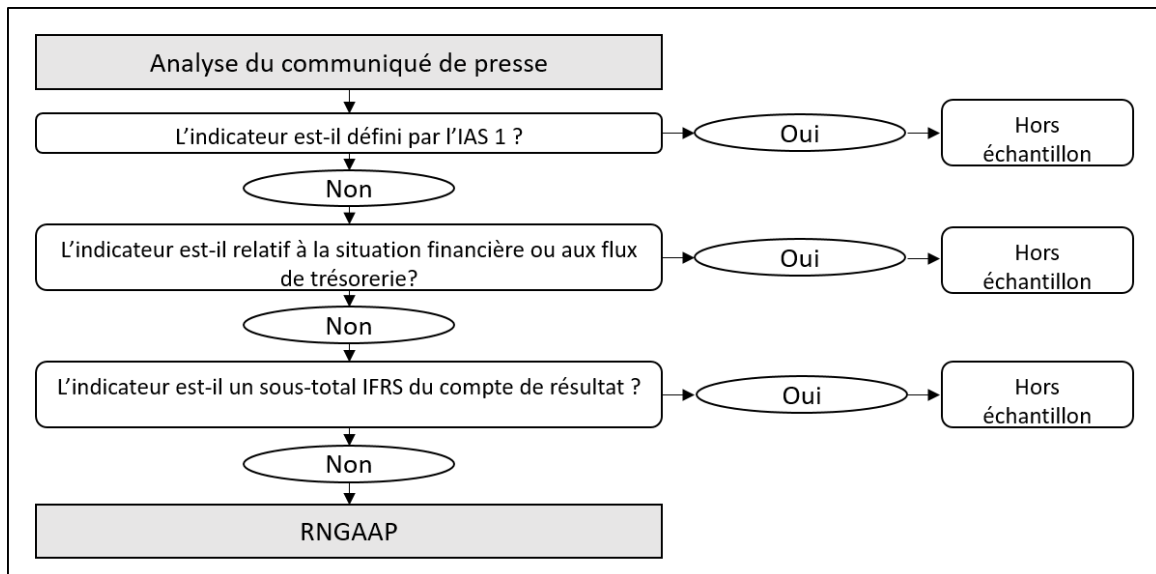 Analyse du communiqué de presse
L’indicateur est-il défini par l’IAS 1 ?
Oui
Hors
échantillon
Non
L’indicateur est-il relatif à la situation financière ou aux flux
de trésorerie?
Oui
Hors
échantillon
Non
L’indicateur est-il un sous-total IFRS du compte de résultat ?
Oui
Hors
échantillon
Non
RNGAAP